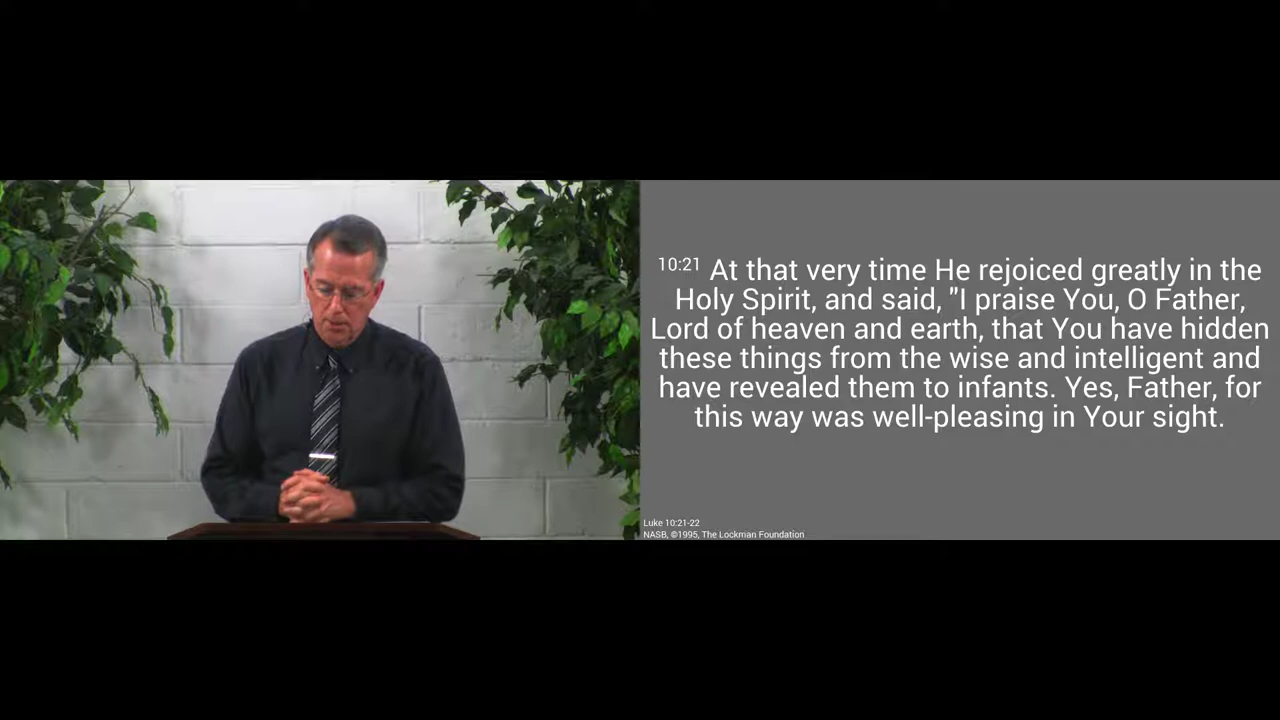 10:21 At that very time He rejoiced greatly in the
Holy Spirit, and said, "I praise You, O Father,
Lord of heaven and earth, that You have hidden
these things from the wise and intelligent and
have revealed them to infants. Yes, Father, for
this way was well-pleasing in Your sight.
Luke 10:21-22
NASB, ©1995, The Lockman Foundation